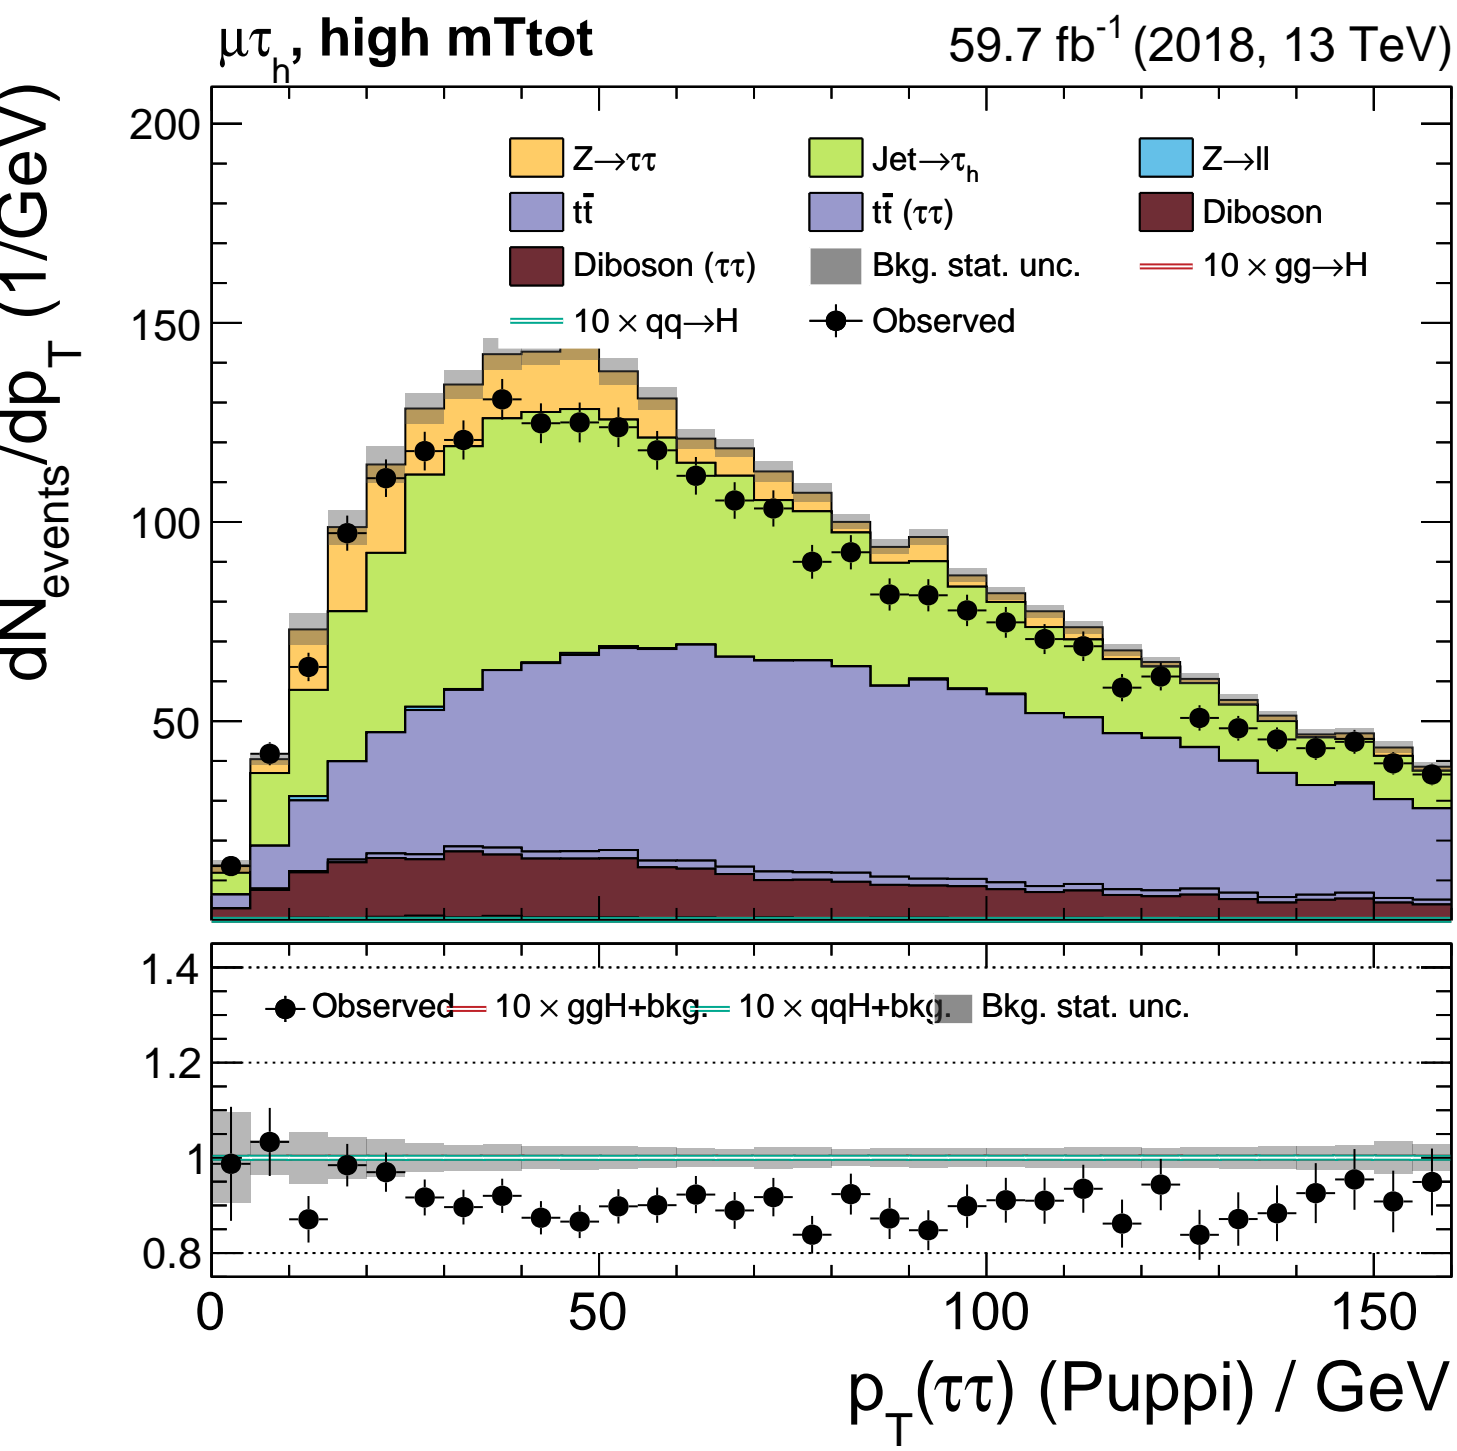 μτh, high mTtot 59.7 fb-1 (2018, 13 TeV)
dNevents/dpT (1/GeV)
200
150
100
50
Z→ττ Jet→τh Z→ll
tt̄ tt̄ (ττ) Diboson
Diboson (ττ) Bkg. stat. unc. 10 × gg→H
10 × qq→H Observed
1.4
1.2
1
0.8
Observed 10 × ggH+bkg. 10 × qqH+bkg. Bkg. stat. unc.
0 50 100 150
pT(ττ) (Puppi) / GeV